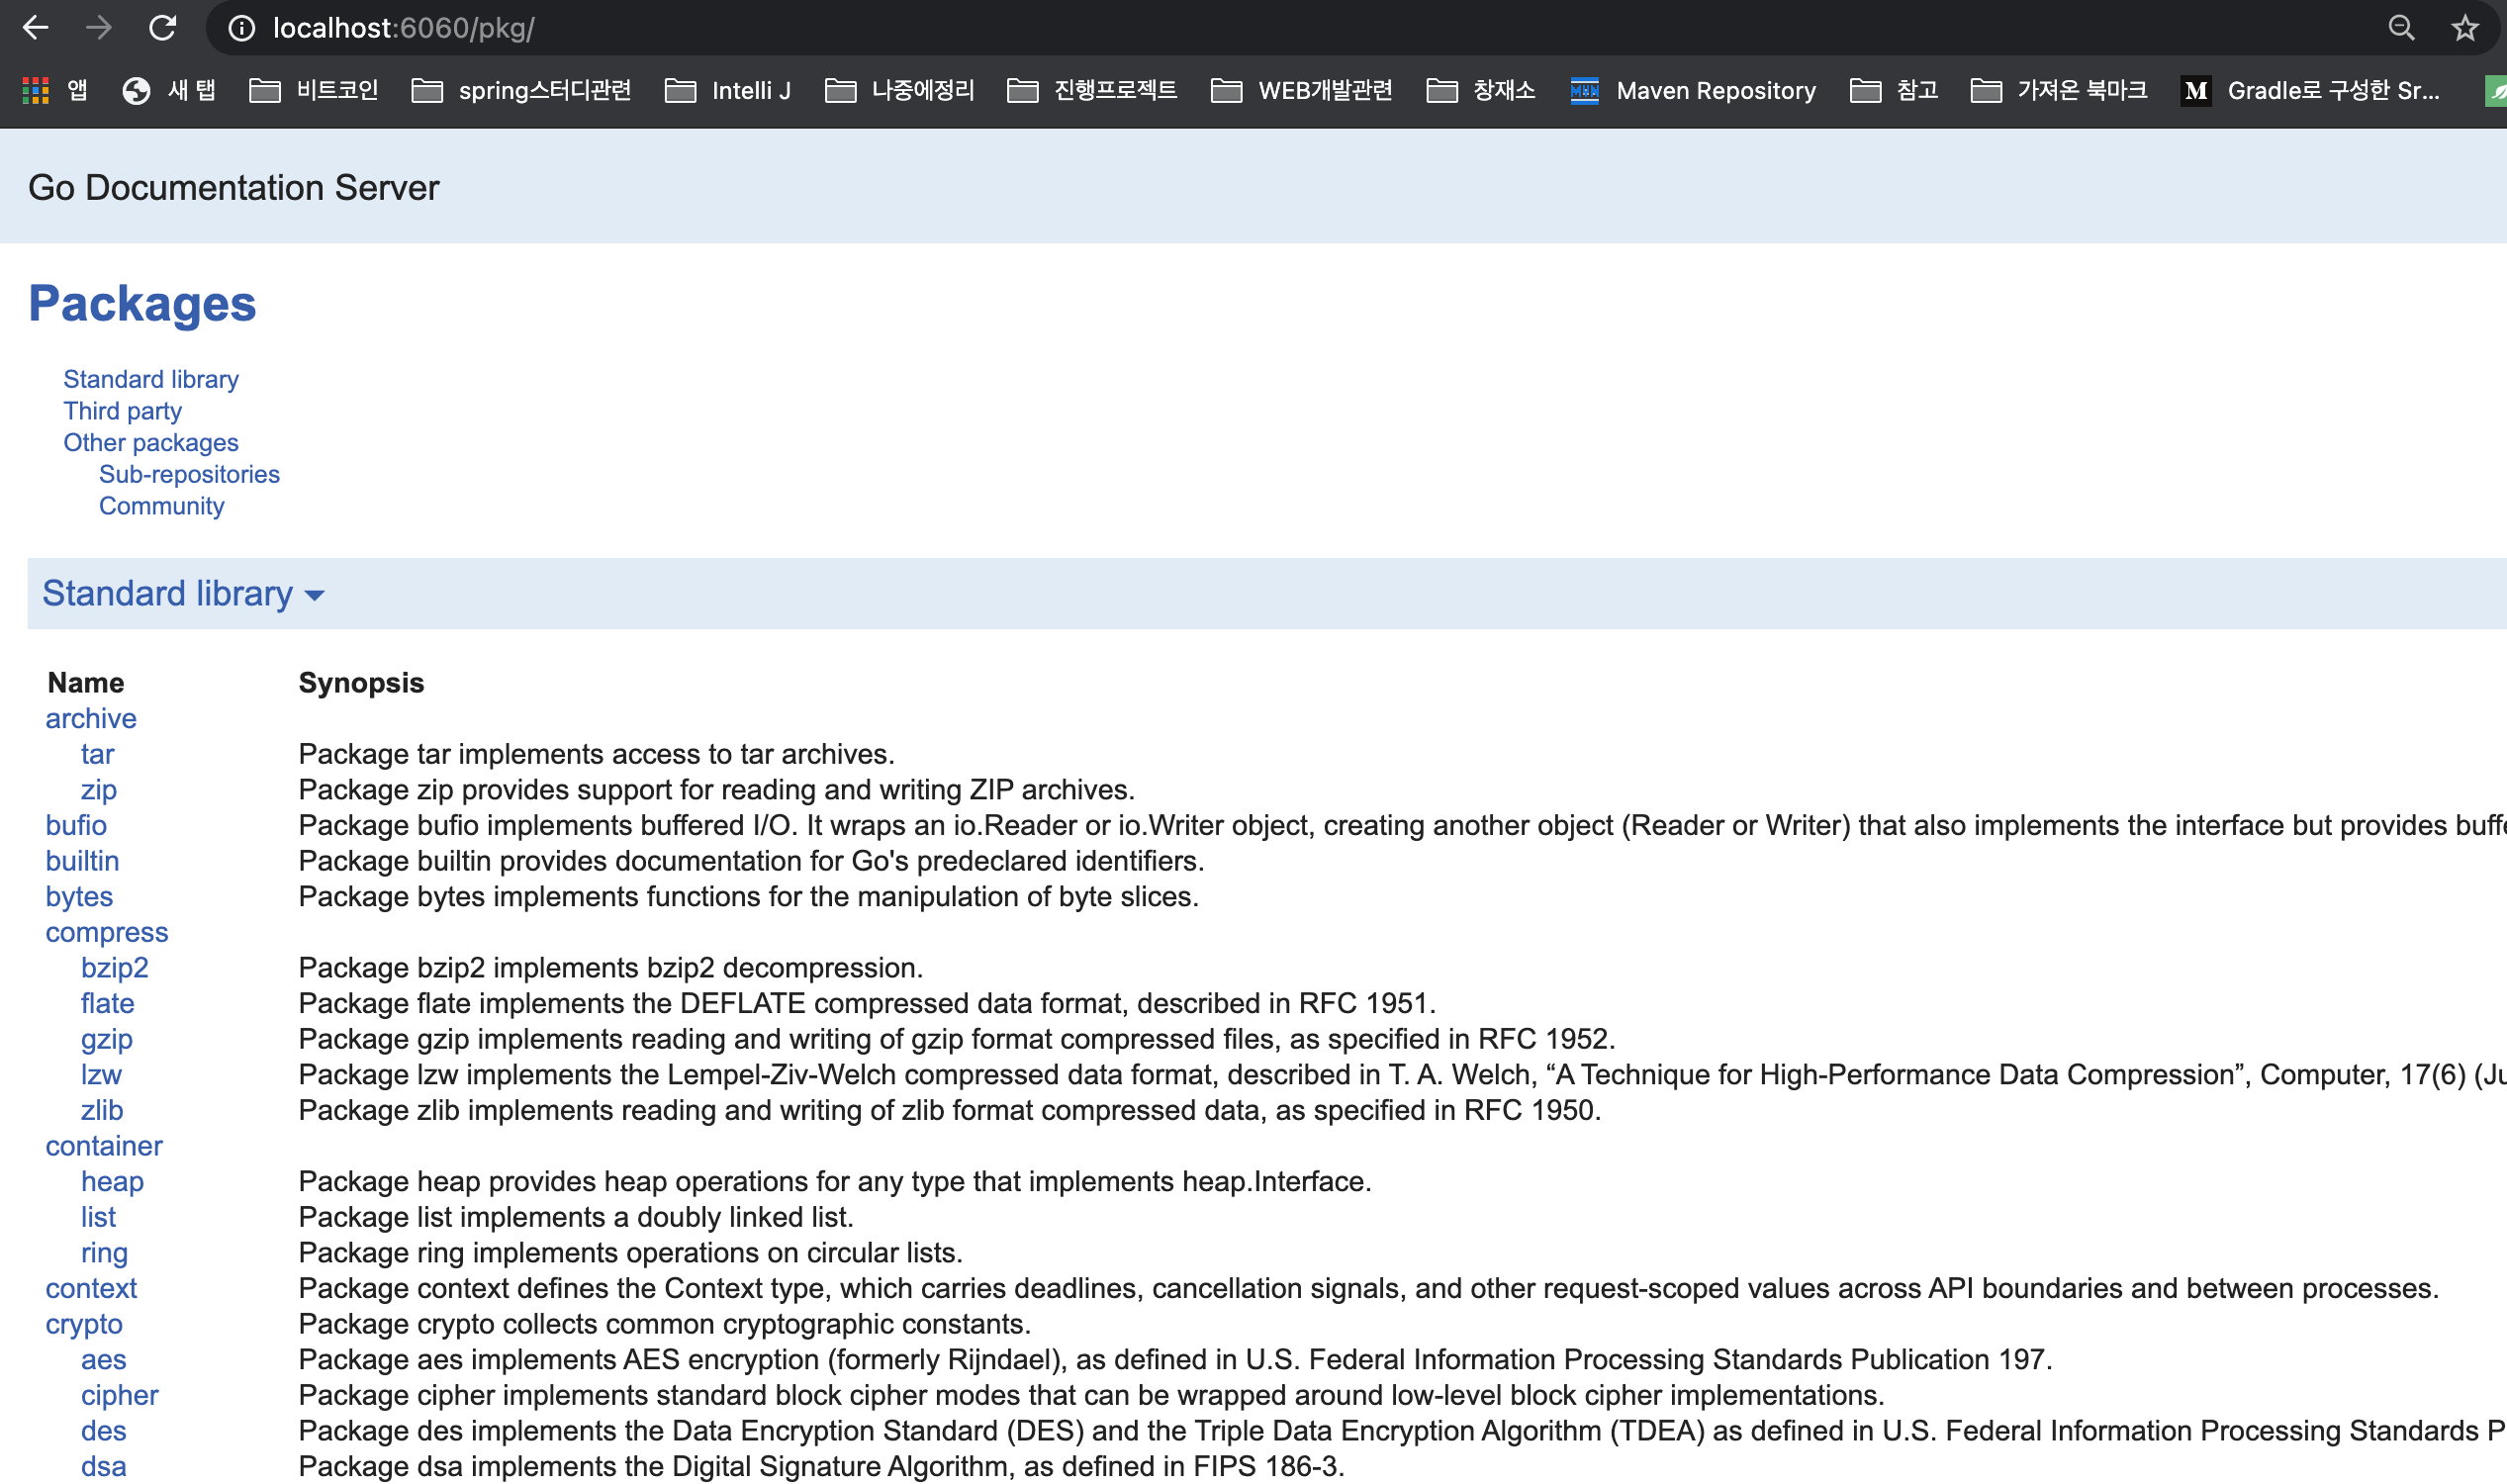 localhost:6060/pkg/
앱 새 탭 비트코인 spring스터디관련 Intelli J 나중에정리 진행프로젝트 WEB개발관련 창재소 Maven Repository 참고 가져온 북마크 M Gradle로 구성한 Sr...
Go Documentation Server
Packages
Standard library
Third party
Other packages
Sub-repositories
Community
Standard library
Name Synopsis
archive
tar Package tar implements access to tar archives.
zip Package zip provides support for reading and writing ZIP archives.
bufio Package bufio implements buffered I/O. It wraps an io.Reader or io.Writer object, creating another object (Reader or Writer) that also implements the interface but provides
builtin Package builtin provides documentation for Go's predeclared identifiers.
bytes Package bytes implements functions for the manipulation of byte slices.
compress
bzip2 Package bzip2 implements bzip2 decompression.
flate Package flate implements the DEFLATE compressed data format, described in RFC 1951.
gzip Package gzip implements reading and writing of gzip format compressed files, as specified in RFC 1952.
lzw Package lzw implements the Lempel-Ziv-Welch compressed data format, described in T. A. Welch, “A Technique for High-Performance Data Compression”, Computer, 17(6)
zlib Package zlib implements reading and writing of zlib format compressed data, as specified in RFC 1950.
container
heap Package heap provides heap operations for any type that implements heap.Interface.
list Package list implements a doubly linked list.
ring Package ring implements operations on circular lists.
context Package context defines the Context type, which carries deadlines, cancellation signals, and other request-scoped values across API boundaries and between processes.
crypto Package crypto collects common cryptographic constants.
aes Package aes implements AES encryption (formerly Rijndael), as defined in U.S. Federal Information Processing Standards Publication 197.
cipher Package cipher implements standard block cipher modes that can be wrapped around low-level block cipher implementations.
des Package des implements the Data Encryption Standard (DES) and the Triple Data Encryption Algorithm (TDEA) as defined in U.S. Federal Information Processing Standards
dsa Package dsa implements the Digital Signature Algorithm, as defined in FIPS 186-3.